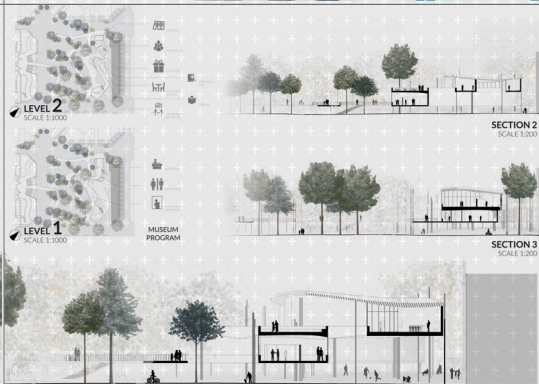 LEVEL 2
SCALE 1:1000
SECTION 2
SCALE 1:200
LEVEL 1
SCALE 1:1000
MUSEUM
PROGRAM
SECTION 3
SCALE 1:200